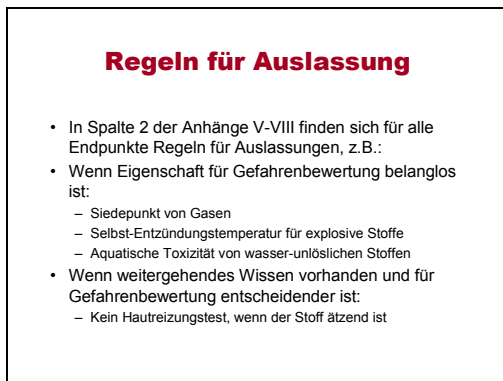 Regeln für Auslassung
• In Spalte 2 der Anhänge V-VIII finden sich für alle
Endpunkte Regeln für Auslassungen, z.B.:
• Wenn Eigenschaft für Gefahrenbewertung belanglos
ist:
– Siedepunkt von Gasen
– Selbst-Entzündungstemperatur für explosive Stoffe
– Aquatische Toxizität von wasser-unlöslichen Stoffen
• Wenn weitergehendes Wissen vorhanden und für
Gefahrenbewertung entscheidender ist:
– Kein Hautreizungstest, wenn der Stoff ätzend ist